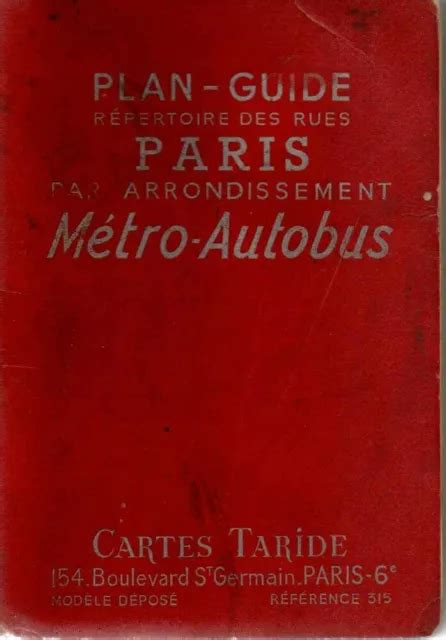 PLAN-GUIDE
RÉPERTOIRE DES RUES
PARIS
PAR ARRONDISSEMENT
Métro-Autobus
CARTES TARIDE
154.Boulevard ST Germain.PARIS-6e
MODÈLE DÉPOSÉ RÉFÉRENCE 315